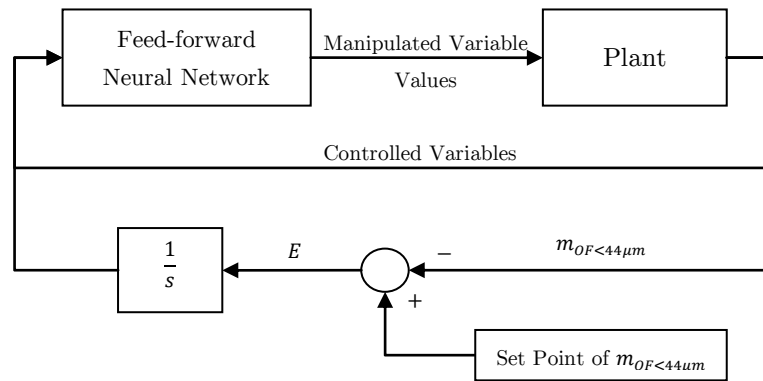 Feed-forward
Neural Network
Manipulated Variable
Values
Plant
Controlled Variables
1
s
E
−
m_{OF<44μm}
+
Set Point of m_{OF<44μm}